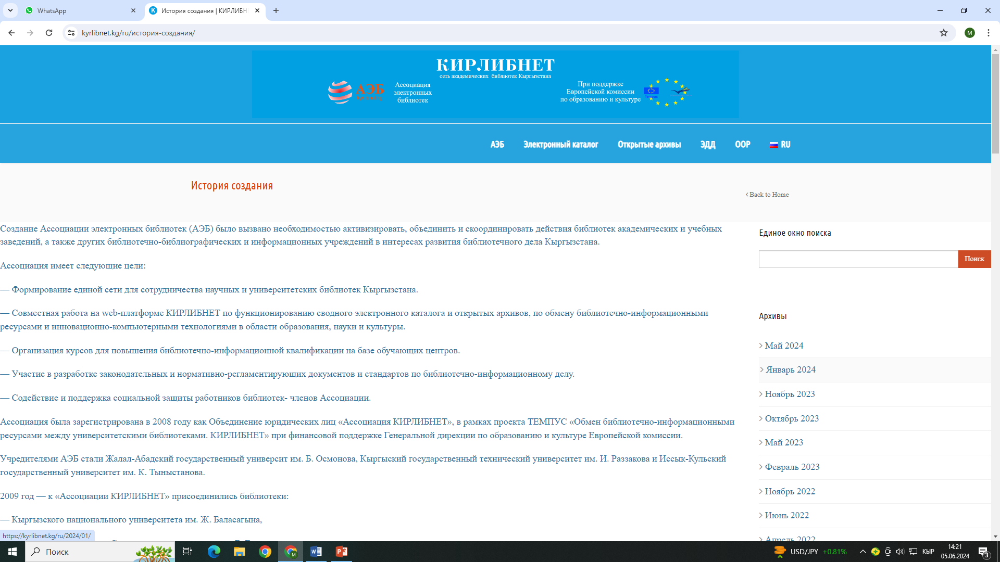 WhatsApp
История создания | КИРЛИБН
kyrlibnet.kg/ru/история-создания/
M
КИРЛИБНЕТ
сеть академических библиотек Кыргызстана
АЭБ
kyrlibnet.kg
Ассоциация
электронных
библиотек
При поддержке
Европейской комиссии
по образованию и культуре
Tempus
АЭБ
Электронный каталог
Открытые архивы
ЭДД
ООР
RU
История создания
Back to Home
Создание Ассоциации электронных библиотек (АЭБ) было вызвано необходимостью активизировать, объединить и скоординировать действия библиотек академических и учебных
заведений, а также других библиотечно-библиографических и информационных учреждений в интересах развития библиотечного дела Кыргызстана.
Ассоциация имеет следующие цели:
— Формирование единой сети для сотрудничества научных и университетских библиотек Кыргызстана.
— Совместная работа на web-платформе КИРЛИБНЕТ по функционированию сводного электронного каталога и открытых архивов, по обмену библиотечно-информационными
ресурсами и инновационно-компьютерными технологиями в области образования, науки и культуры.
— Организация курсов для повышения библиотечно-информационной квалификации на базе обучающих центров.
— Участие в разработке законодательных и нормативно-регламентирующих документов и стандартов по библиотечно-информационному делу.
— Содействие и поддержка социальной защиты работников библиотек- членов Ассоциации.
Ассоциация была зарегистрирована в 2008 году как Объединение юридических лиц «Ассоциация КИРЛИБНЕТ», в рамках проекта ТЕМПУС «Обмен библиотечно-информационными
ресурсами между университетскими библиотеками. КИРЛИБНЕТ» при финансовой поддержке Генеральной дирекции по образованию и культуре Европейской комиссии.
Учредителями АЭБ стали Жалал-Абадский государственный университ им. Б. Осмонова, Кыргыский государственный технический университет им. И. Раззакова и Иссык-Кульский
государственный университет им. К. Тыныстанова.
2009 год — к «Ассоциации КИРЛИБНЕТ» присоединились библиотеки:
— Кыргызского национального университета им. Ж. Баласагына,
Единое окно поиска
Поиск
Архивы
Май 2024
Январь 2024
Ноябрь 2023
Октябрь 2023
Май 2023
Февраль 2023
Ноябрь 2022
Июнь 2022
Апрель 2022
https://kyrlibnet.kg/ru/2024/01/
Поиск
USD/JPY +0.81%
КЫР
14:21
05.06.2024
3